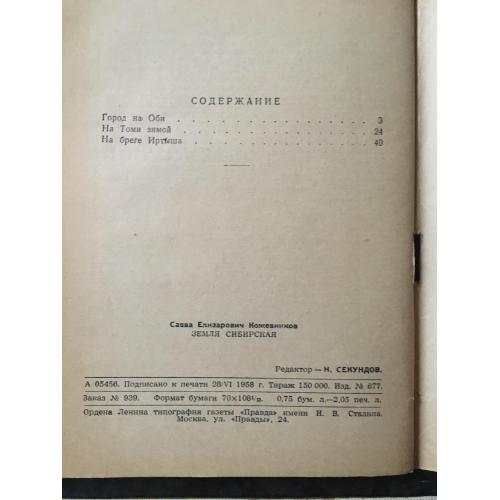 СОДЕРЖАНИЕ
Город на Оби . . . . . . . . . . . . . . . 3
На Томи зимой . . . . . . . . . . . . . . 24
На бреге Иртыша . . . . . . . . . . . . . 40
Савва Елизарович Кожевников
ЗЕМЛЯ СИБИРСКАЯ
Редактор — Н. СЕКУНДОВ.
А 05456. Подписано к печати 28/VI 1958 г. Тираж 150 000. Изд. № 677.
Заказ № 939. Формат бумаги 70×108¹/₃₂. 0,75 бум. л.—2,05 печ. л.
Ордена Ленина типография газеты «Правда» имени И. В. Сталина.
Москва, ул. «Правды», 24.